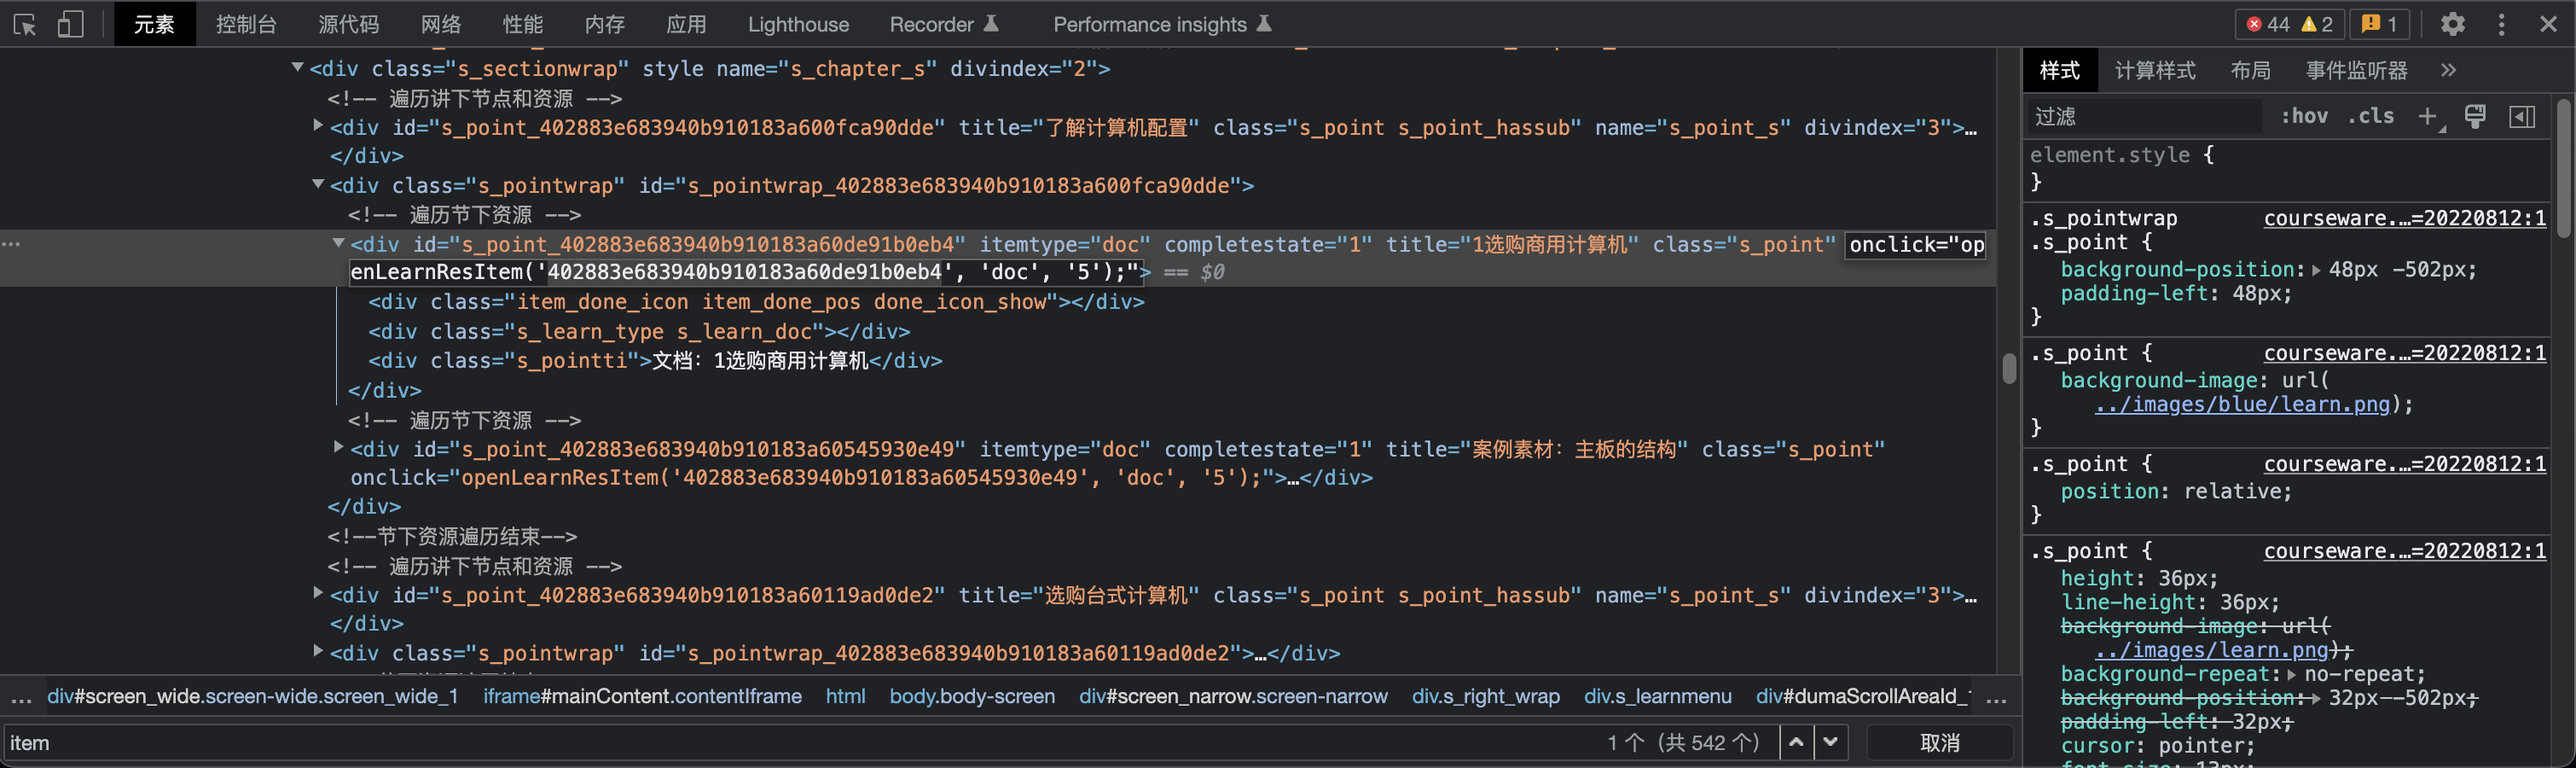 元素 控制台 源代码 网络 性能 内存 应用 Lighthouse Recorder Performance insights 44 2 1
<div class="s_sectionwrap" style name="s_chapter_s" divindex="2">
<!-- 遍历讲下节点和资源 -->
<div id="s_point_402883e683940b910183a600fca90dde" title="了解计算机配置" class="s_point s_point_hassub" name="s_point_s" divindex="3">…
</div>
<div class="s_pointwrap" id="s_pointwrap_402883e683940b910183a600fca90dde">
<!-- 遍历节下资源 -->
<div id="s_point_402883e683940b910183a60de91b0eb4" itemtype="doc" completestate="1" title="1选购商用计算机" class="s_point" onclick="op
enLearnResItem('402883e683940b910183a60de91b0eb4', 'doc', '5');"> == $0
<div class="item_done_icon item_done_pos done_icon_show"></div>
<div class="s_learn_type s_learn_doc"></div>
<div class="s_pointti">文档：1选购商用计算机</div>
</div>
<!-- 遍历节下资源 -->
<div id="s_point_402883e683940b910183a60545930e49" itemtype="doc" completestate="1" title="案例素材：主板的结构" class="s_point"
onclick="openLearnResItem('402883e683940b910183a60545930e49', 'doc', '5');">…</div>
</div>
<!--节下资源遍历结束-->
<!-- 遍历讲下节点和资源 -->
<div id="s_point_402883e683940b910183a60119ad0de2" title="选购台式计算机" class="s_point s_point_hassub" name="s_point_s" divindex="3">…
</div>
<div class="s_pointwrap" id="s_pointwrap_402883e683940b910183a60119ad0de2">…</div>
… div#screen_wide.screen-wide.screen_wide_1 iframe#mainContent.contentIframe html body.body-screen div#screen_narrow.screen-narrow div.s_right_wrap div.s_learnmenu div#dumaScrollAreaId_ …
item 1 个（共 542 个） 取消
样式 计算样式 布局 事件监听器 »
过滤 :hov .cls +
element.style {
}
.s_pointwrap courseware.…=20220812:1
.s_point {
background-position: 48px -502px;
padding-left: 48px;
}
.s_point { courseware.…=20220812:1
background-image: url(
../images/blue/learn.png);
}
.s_point { courseware.…=20220812:1
position: relative;
}
.s_point { courseware.…=20220812:1
height: 36px;
line-height: 36px;
background-image: url(
../images/learn.png);
background-repeat: no-repeat;
background-position: 32px -502px;
padding-left: 32px;
cursor: pointer;
font-size: 13px;